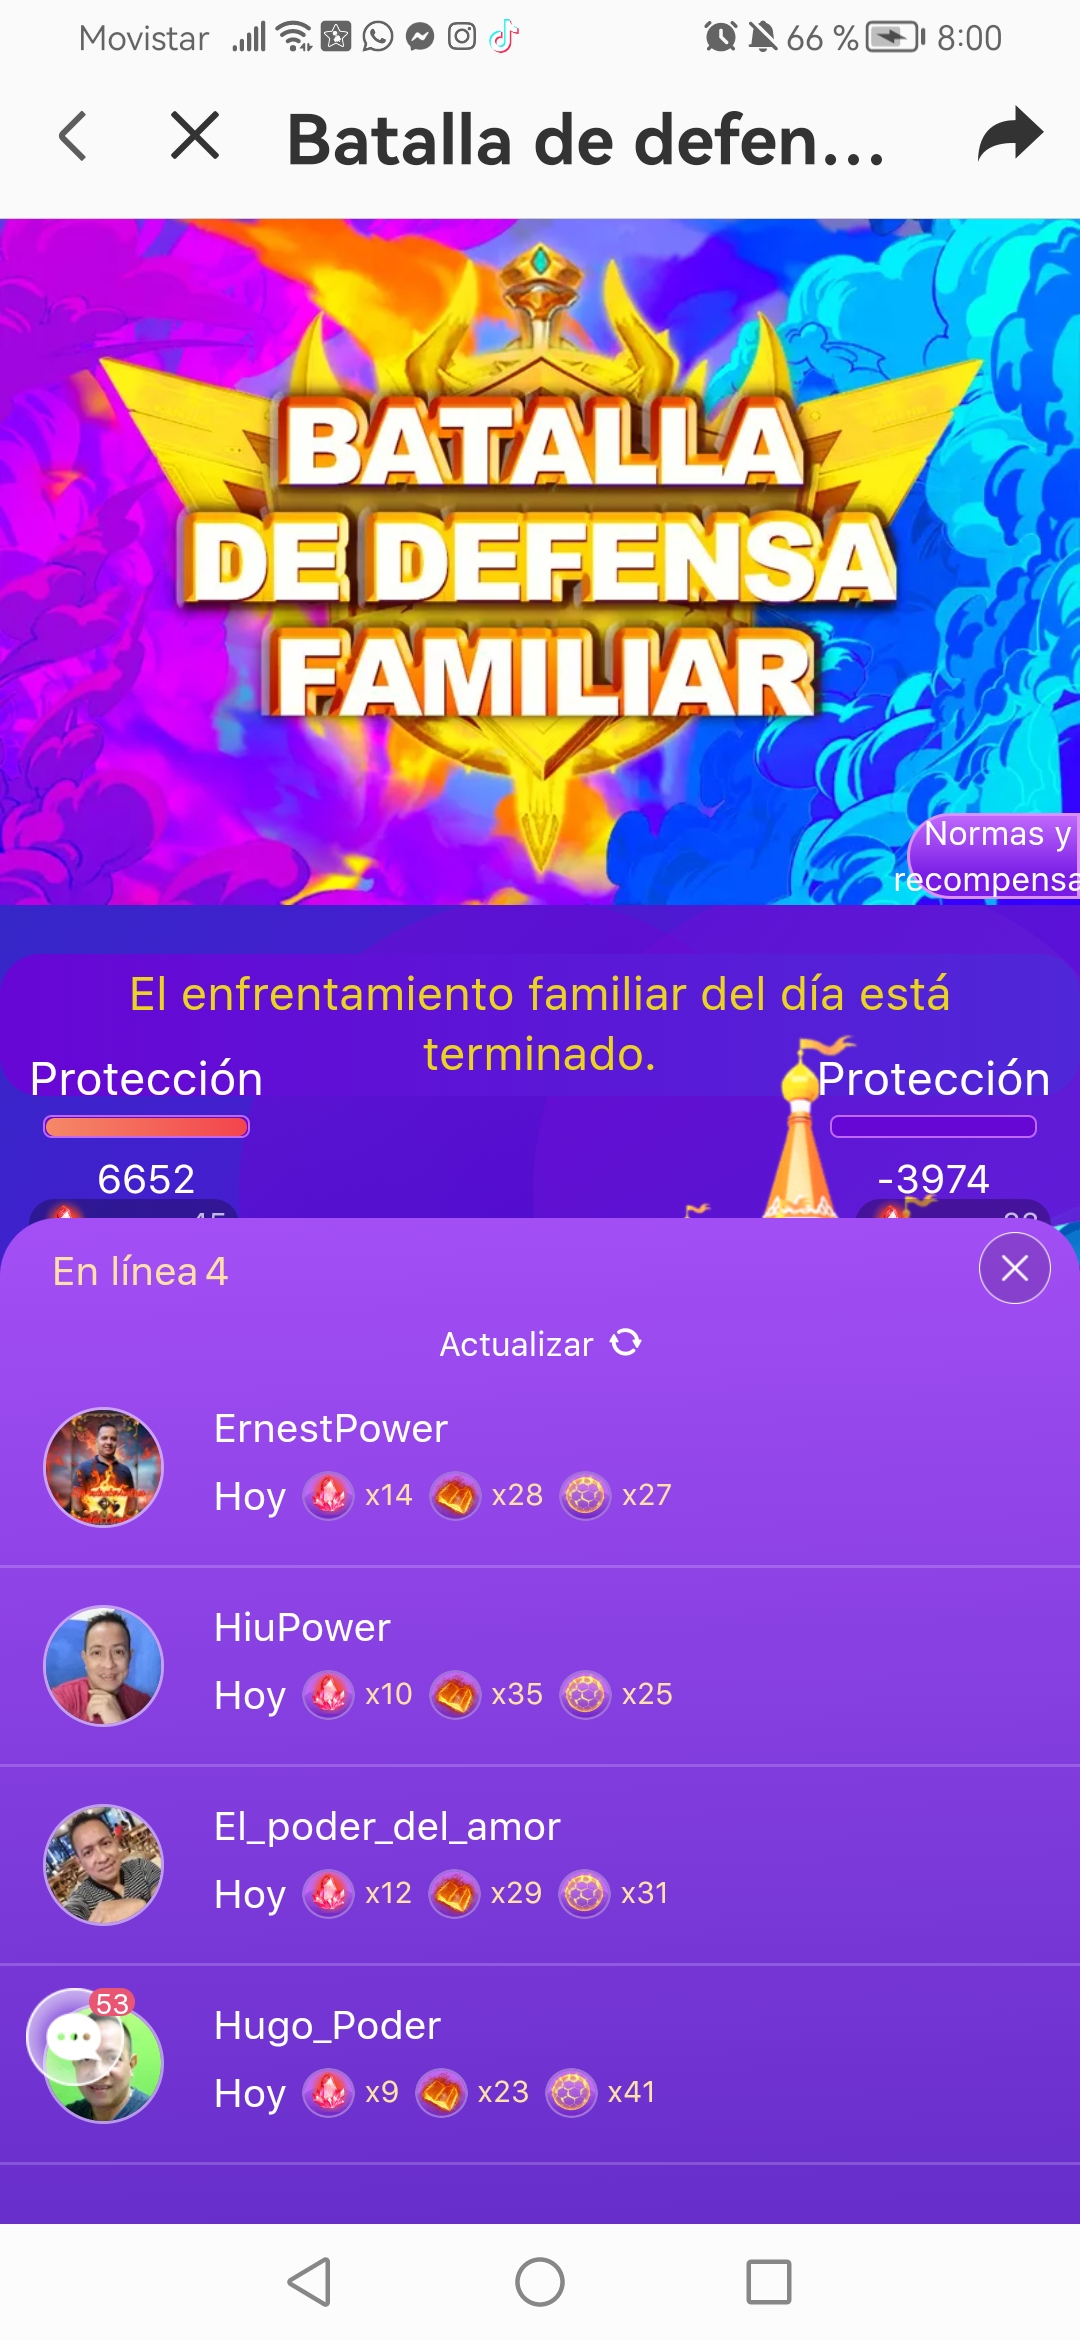 Movistar 66 % 8:00
Batalla de defen...
BATALLA
DE DEFENSA
FAMILIAR
Normas y
recompensa
El enfrentamiento familiar del día está
terminado.
Protección Protección
6652 -3974
En línea 4
Actualizar
ErnestPower
Hoy x14 x28 x27
HiuPower
Hoy x10 x35 x25
El_poder_del_amor
Hoy x12 x29 x31
53
Hugo_Poder
Hoy x9 x23 x41